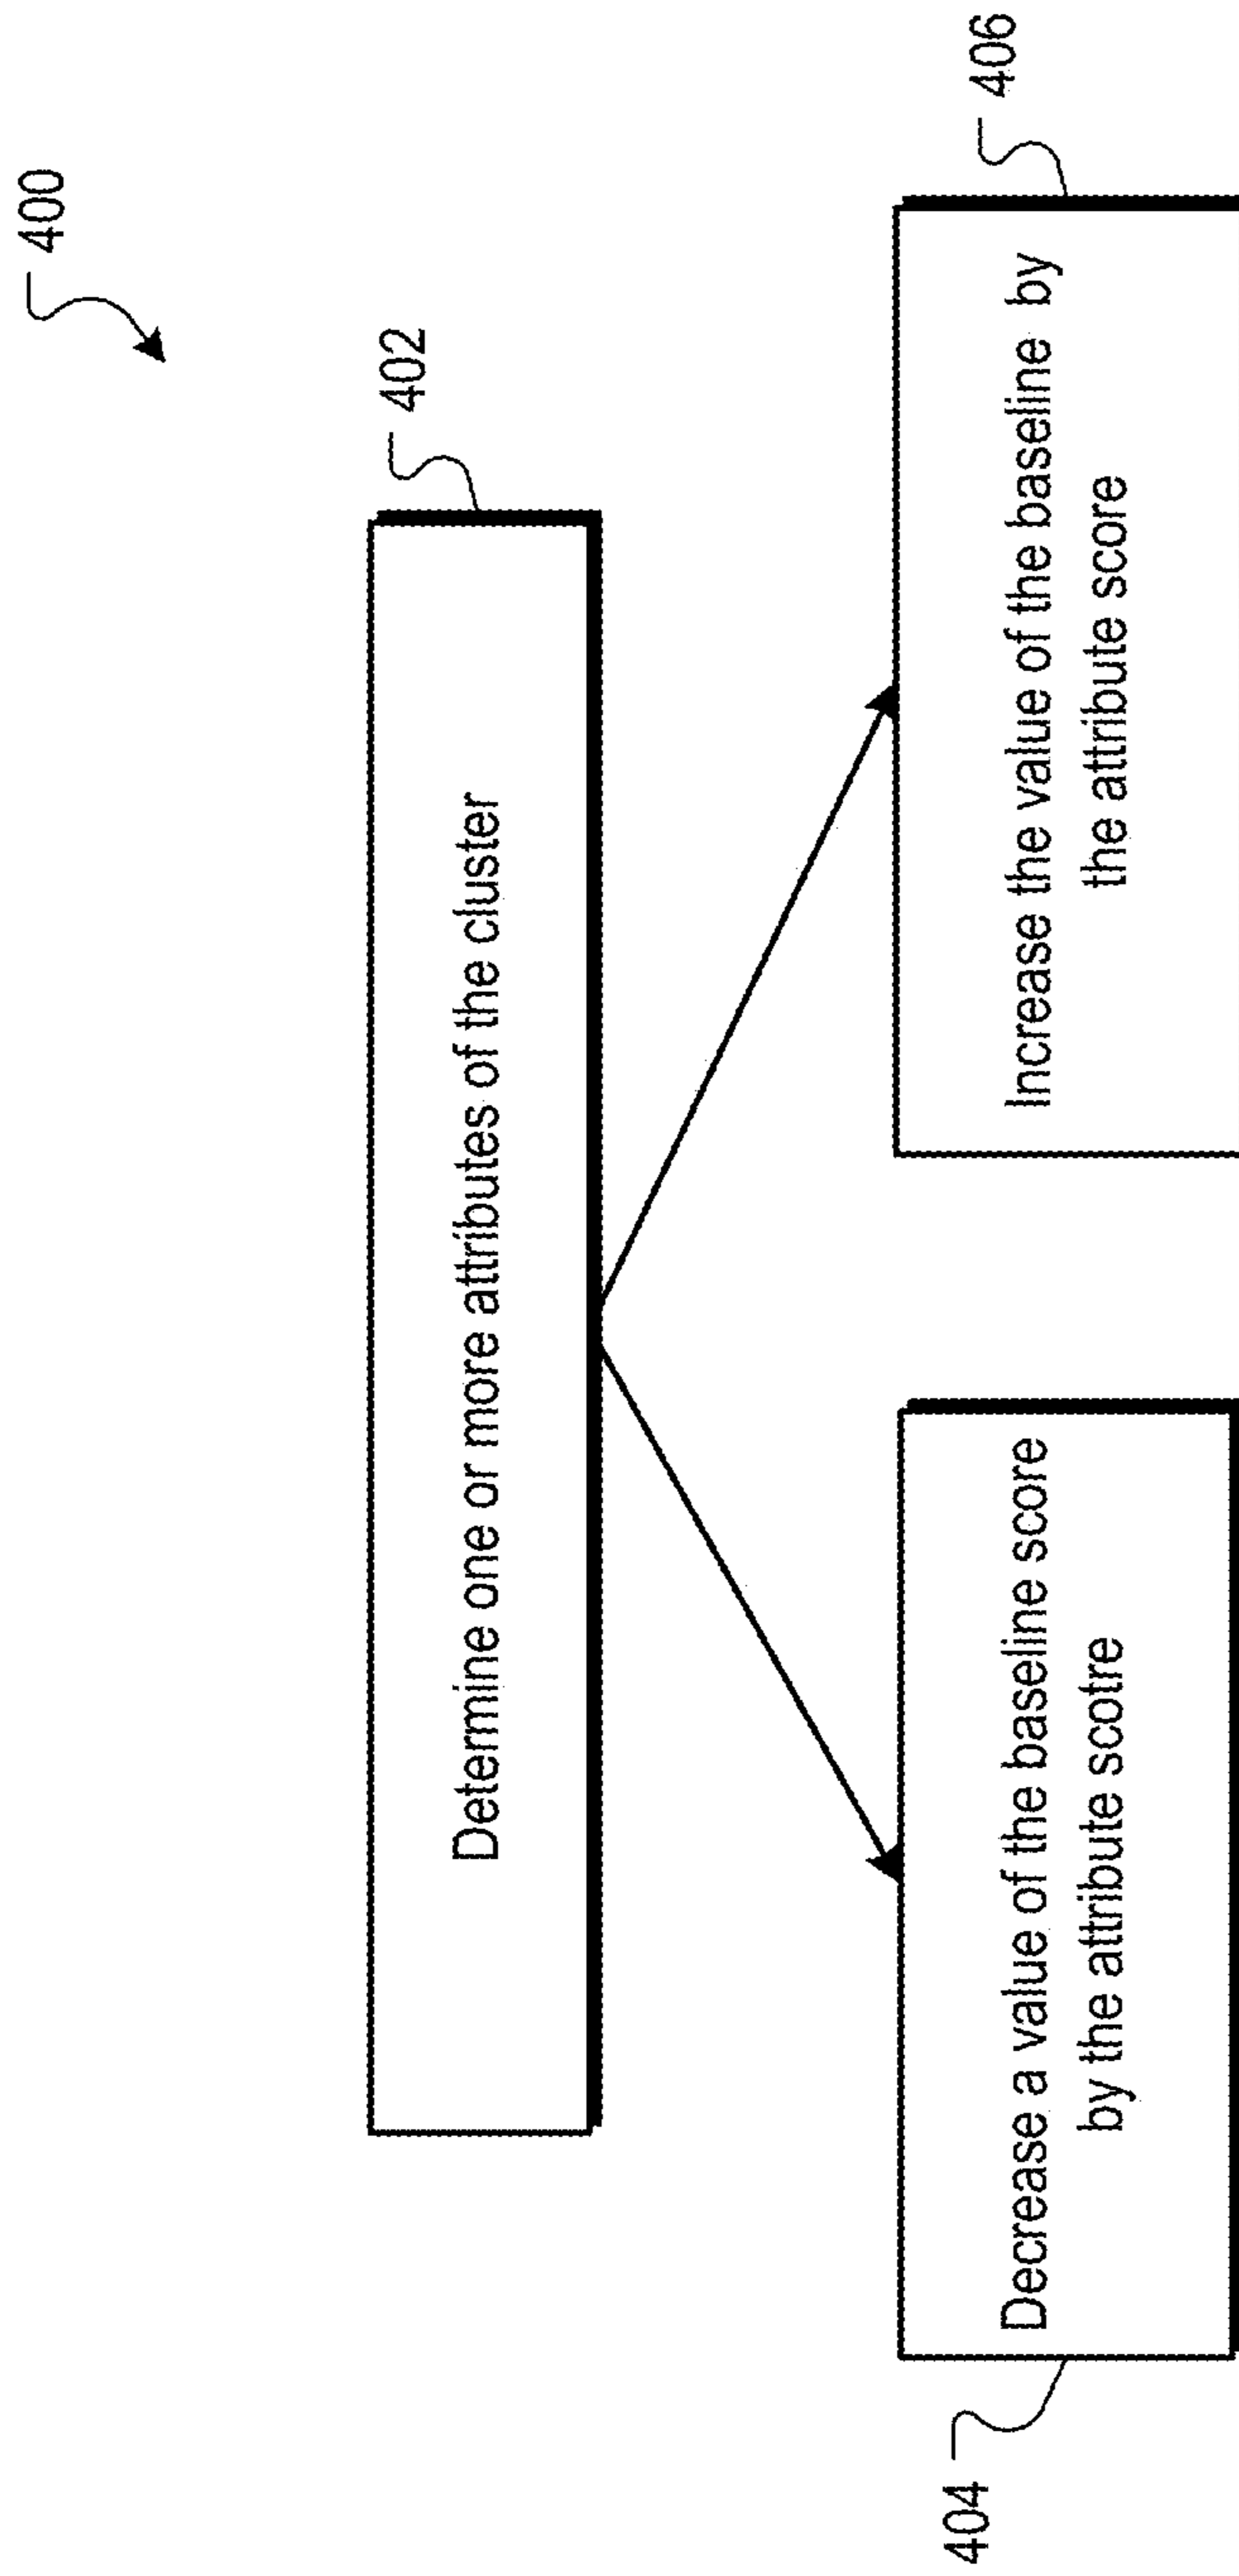 400
402
Determine one or more attributes of the cluster
404
Decrease a value of the baseline score
by the attribute scotre
406
Increase the value of the baseline by
the attribute score